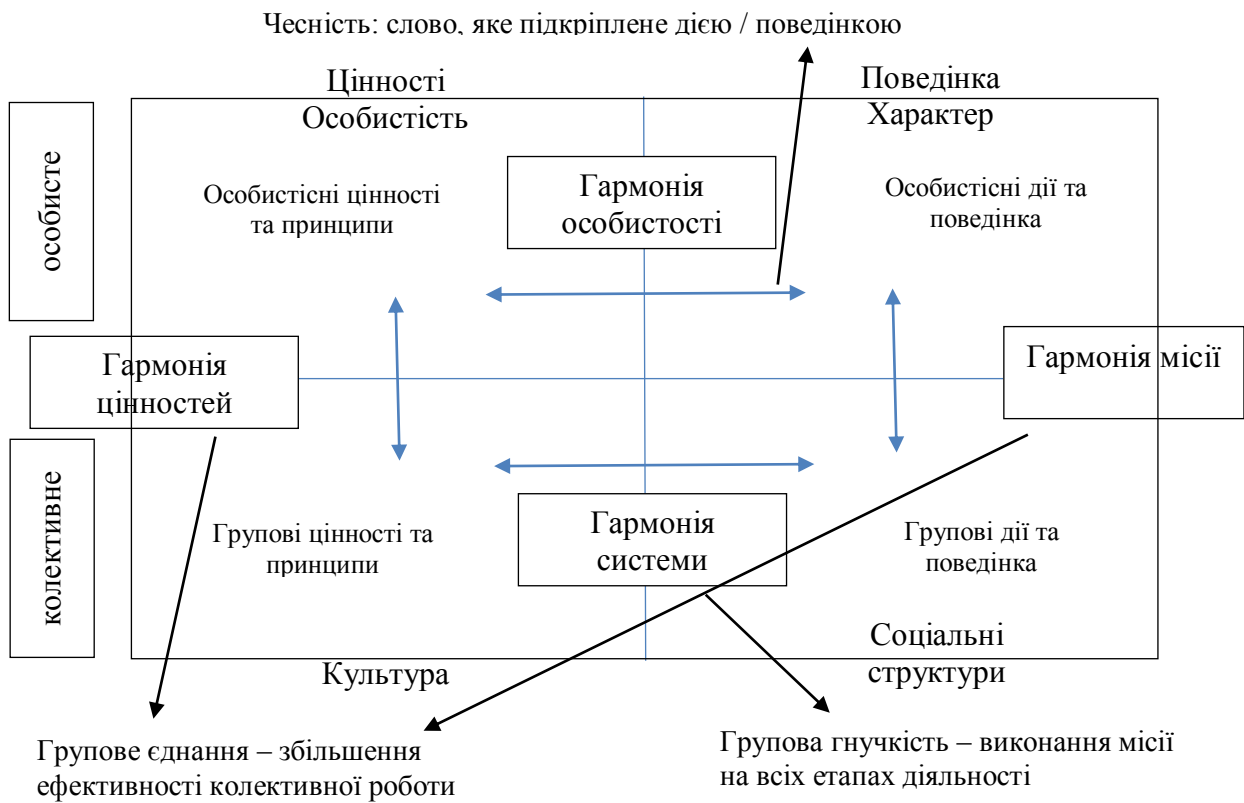 Чесність: слово, яке підкріплене дією / поведінкою
Цінності
Особистість
Поведінка
Характер
особисте
Особистісні цінності
та принципи
Гармонія
особистості
Особистісні дії та
поведінка
Гармонія
цінностей
Гармонія місії
колективне
Групові цінності та
принципи
Гармонія
системи
Групові дії та
поведінка
Культура
Соціальні
структури
Групове єднання – збільшення
ефективності колективної роботи
Групова гнучкість – виконання місії
на всіх етапах діяльності